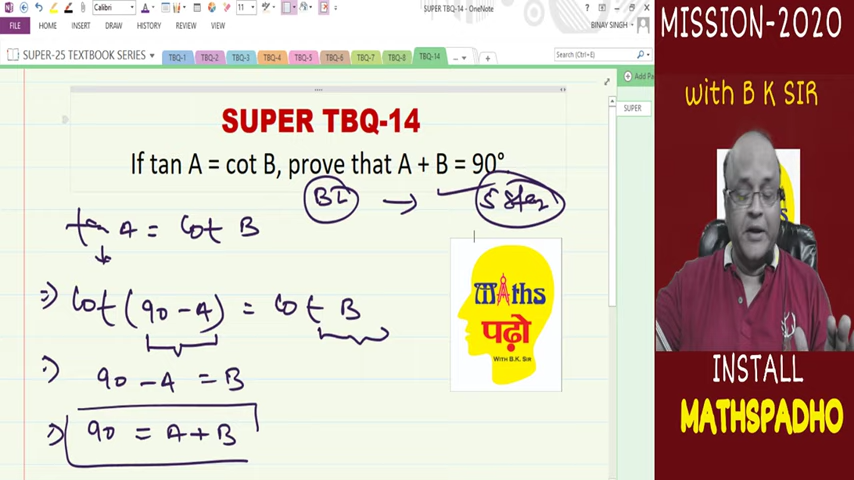 Calibri
11
TBQ-14 - OneNote
FILE HOME INSERT DRAW HISTORY REVIEW VIEW
BINAY SINGH
SUPER-25 TEXTBOOK SERIES
TBQ-1 TBQ-2 TBQ-3 TBQ-4 TBQ-5 TBQ-6 TBQ-7 TBQ-8 TBQ-14
Search (Ctrl+E)
Add Pa
SUPER
SUPER TBQ-14
If tan A = cot B, prove that A + B = 90°.
tan A = cot B
=> cot (90 - A) = cot B
90 - A = B
=> 90 = A + B
Maths
पढ़ो
WITH B.K. SIR
MISSION-2020
with B K SIR
INSTALL
MATHSPADHO